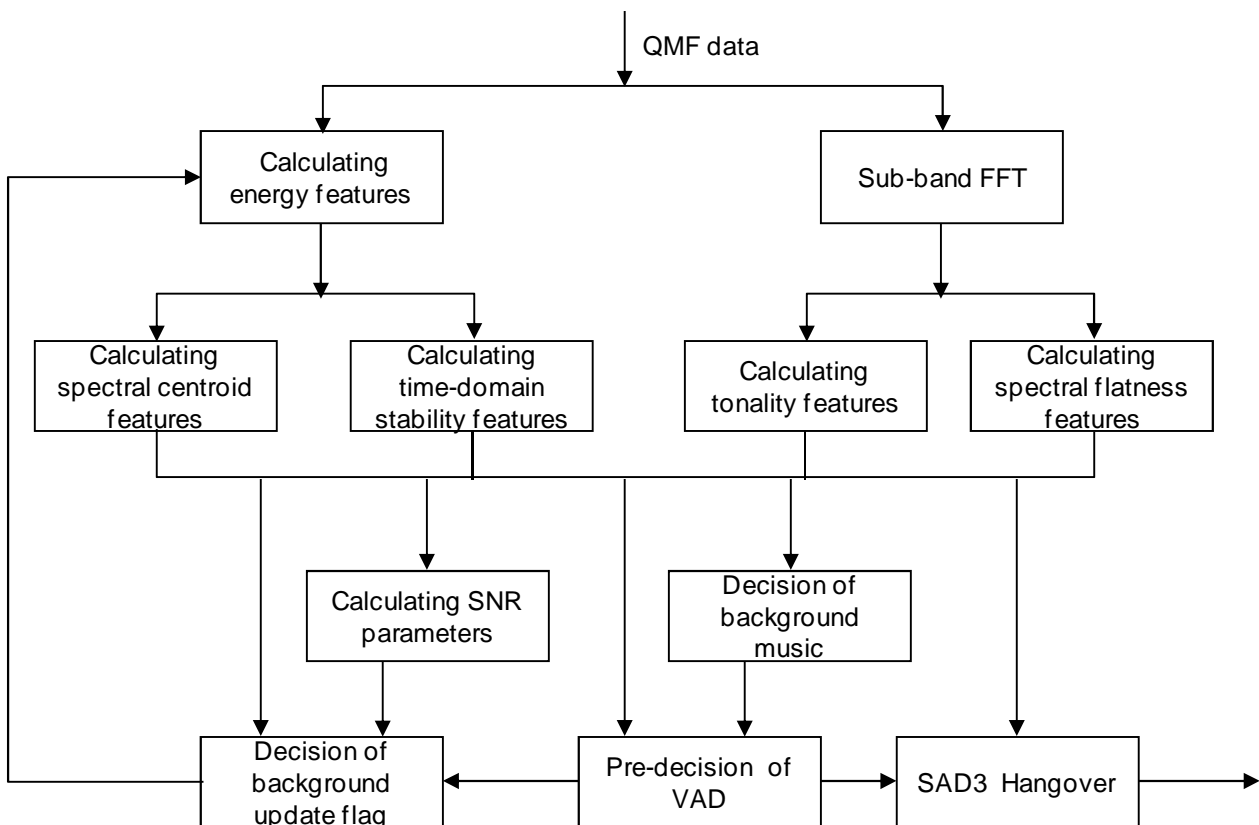 QMF data
Calculating
energy features
Sub-band FFT
Calculating
spectral centroid
features
Calculating
time-domain
stability features
Calculating
tonality features
Calculating
spectral flatness
features
Calculating SNR
parameters
Decision of
background
music
Decision of
background
update flag
Pre-decision of
VAD
SAD3 Hangover